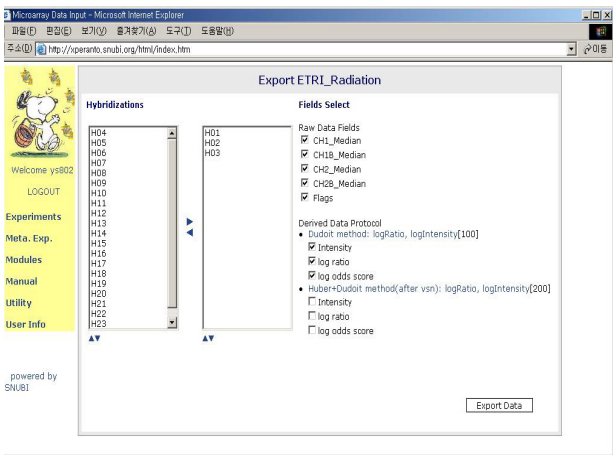 Microarray Data Input - Microsoft Internet Explorer
파일(F) 편집(E) 보기(V) 즐겨찾기(A) 도구(T) 도움말(H)
주소(D) http://xperanto.snubi.org/html/index.htm 이동
Export ETRI_Radiation
Hybridizations
H04
H05
H06
H07
H08
H09
H10
H11
H12
H13
H14
H15
H16
H17
H18
H19
H20
H21
H22
H23
H01
H02
H03
Fields Select
Raw Data Fields
CH1_Median
CH1B_Median
CH2_Median
CH2B_Median
Flags
Derived Data Protocol
Dudoit method: logRatio, logIntensity[100]
Intensity
log ratio
log odds score
Huber+Dudoit method(after vsn): logRatio, logIntensity[200]
Intensity
log ratio
log odds score
Export Data
Welcome ys802
LOGOUT
Experiments
Meta. Exp.
Modules
Manual
Utility
User Info
powered by
SNUBI